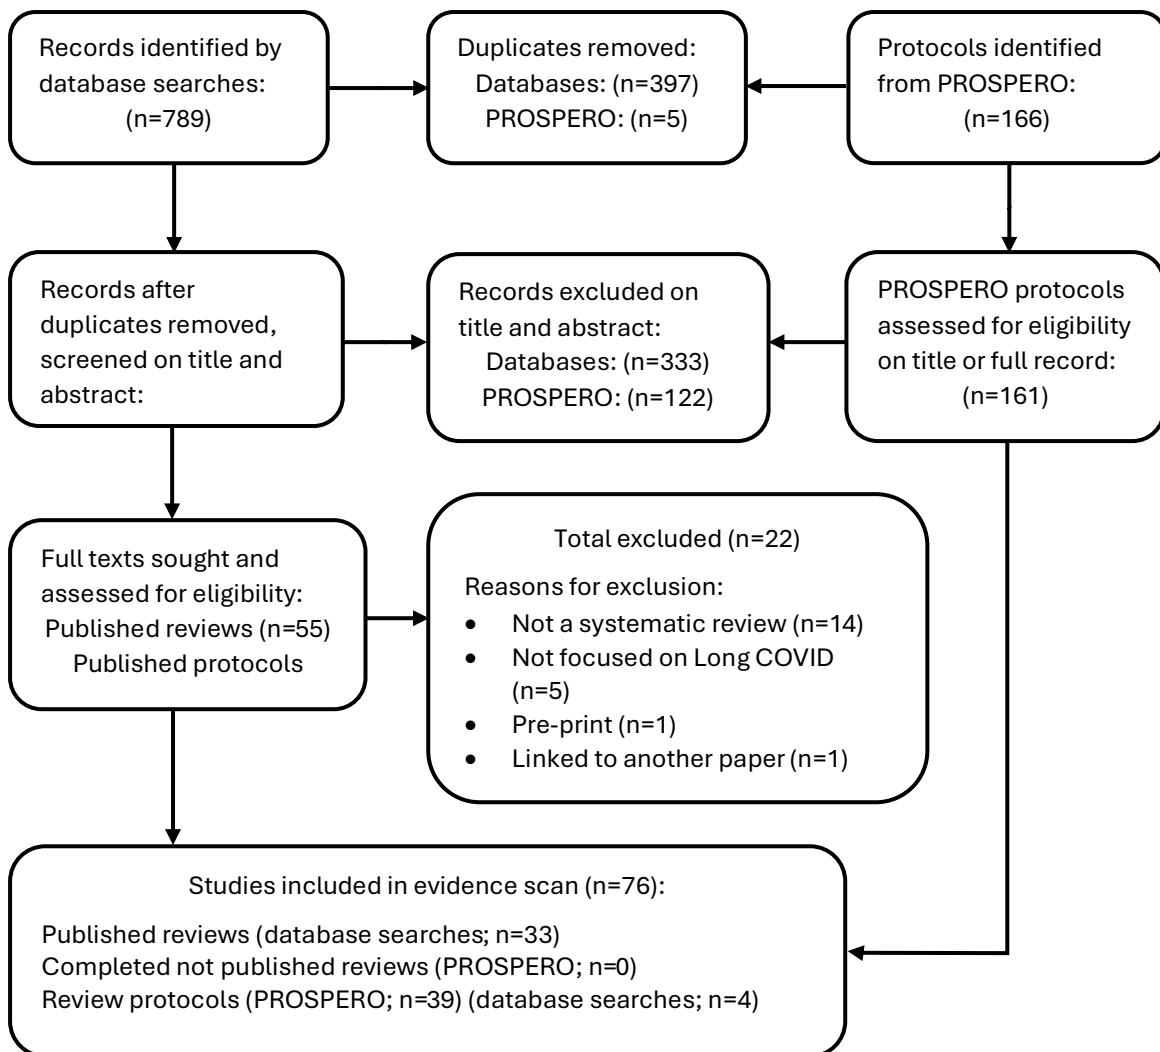 Records identified by
database searches:
(n=789)
Duplicates removed:
Databases: (n=397)
PROSPERO: (n=5)
Protocols identified
from PROSPERO:
(n=166)
Records after
duplicates removed,
screened on title and
abstract:
Records excluded on
title and abstract:
Databases: (n=333)
PROSPERO: (n=122)
PROSPERO protocols
assessed for eligibility
on title or full record:
(n=161)
Full texts sought and
assessed for eligibility:
Published reviews (n=55)
Published protocols
Total excluded (n=22)
Reasons for exclusion:
• Not a systematic review (n=14)
• Not focused on Long COVID
(n=5)
• Pre-print (n=1)
• Linked to another paper (n=1)
Studies included in evidence scan (n=76):
Published reviews (database searches; n=33)
Completed not published reviews (PROSPERO; n=0)
Review protocols (PROSPERO; n=39) (database searches; n=4)